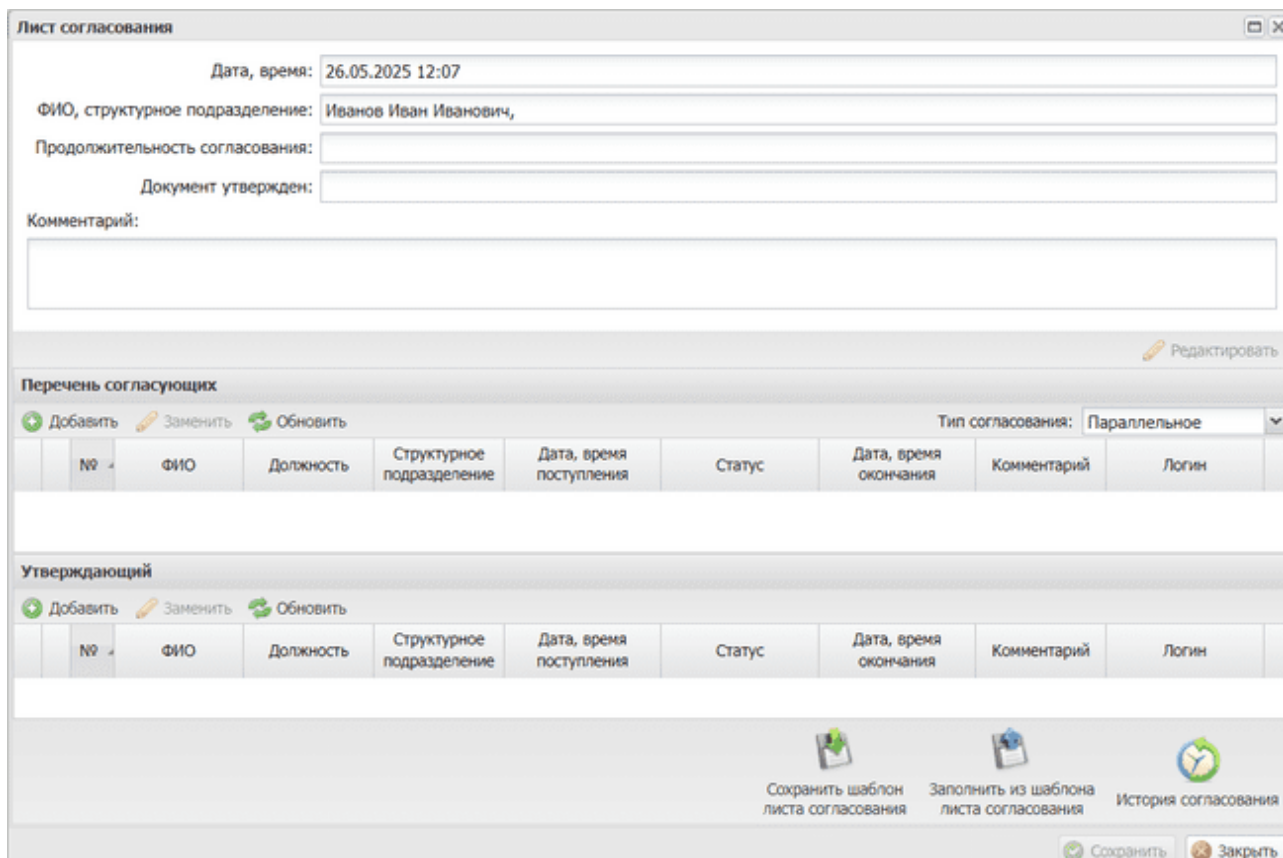 Лист согласования
Дата, время: 26.05.2025 12:07
ФИО, структурное подразделение: Иванов Иван Иванович,
Продолжительность согласования:
Документ утвержден:
Комментарий:
Редактировать
Перечень согласующих
Добавить Заменить Обновить Тип согласования: Параллельное
№ ФИО Должность Структурное подразделение Дата, время поступления Статус Дата, время окончания Комментарий Логин
Утверждающий
Добавить Заменить Обновить
№ ФИО Должность Структурное подразделение Дата, время поступления Статус Дата, время окончания Комментарий Логин
Сохранить шаблон листа согласования
Заполнить из шаблона листа согласования
История согласования
Сохранить Закрыть